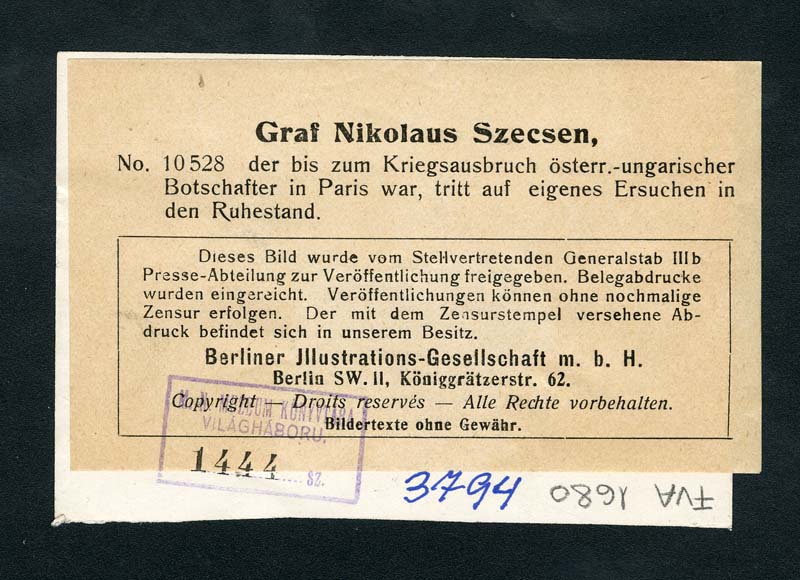 Graf Nikolaus Szecsen,
No. 10528 der bis zum Kriegsausbruch österr.-ungarischer
Botschafter in Paris war, tritt auf eigenes Ersuchen in
den Ruhestand.
Dieses Bild wurde vom Stellvertretenden Generalstab IIIb
Presse-Abteilung zur Veröffentlichung freigegeben. Belegabdrucke
wurden eingereicht. Veröffentlichungen können ohne nochmalige
Zensur erfolgen. Der mit dem Zensurstempel versehene Ab-
druck befindet sich in unserem Besitz.
Berliner Jllustrations-Gesellschaft m. b. H.
Berlin SW. 11, Königgrätzerstr. 62.
Copyright — Droits reservés — Alle Rechte vorbehalten.
Bildertexte ohne Gewähr.
M. N. MUZEUM KÖNYVTÁRA
VILÁGHÁBORU.
1444 SZ.
3794
FVA 1680